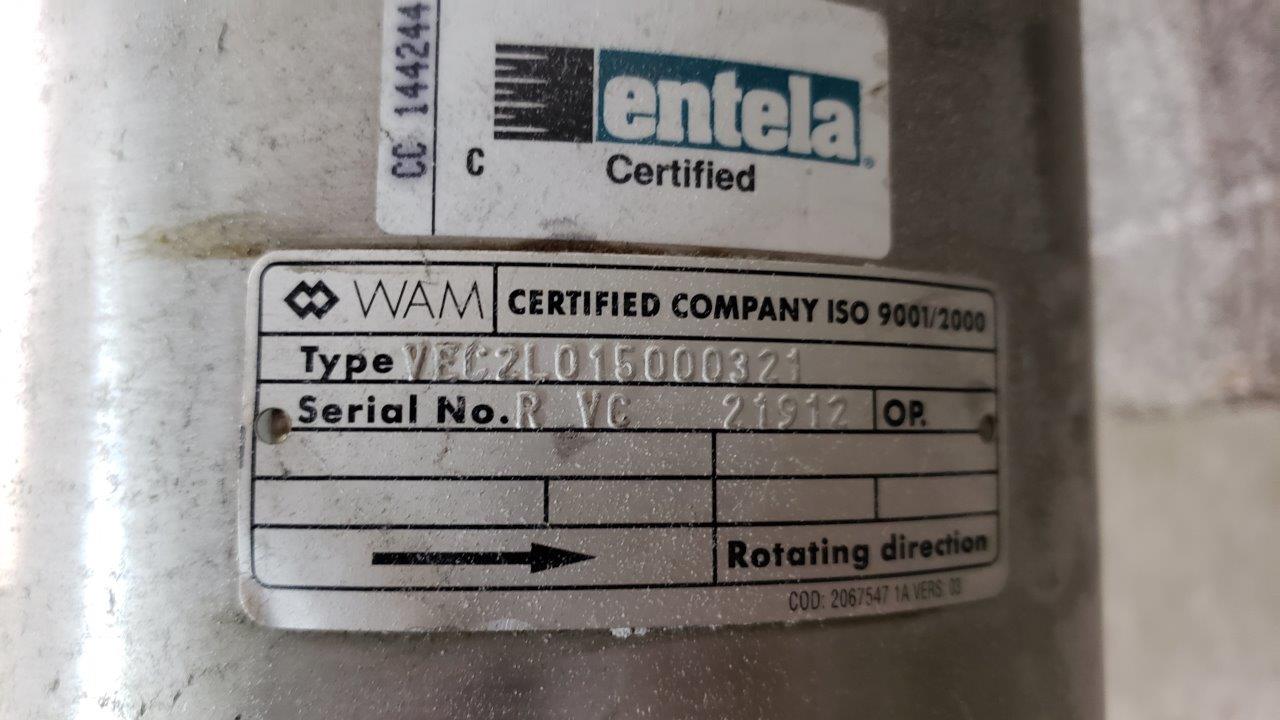 CC 144244
entela
C
Certified
WAM
CERTIFIED COMPANY ISO 9001/2000
Type VEC2L015000321
Serial No. R VC 21912 OP.
Rotating direction
COD: 2067547 1A VERS: 03